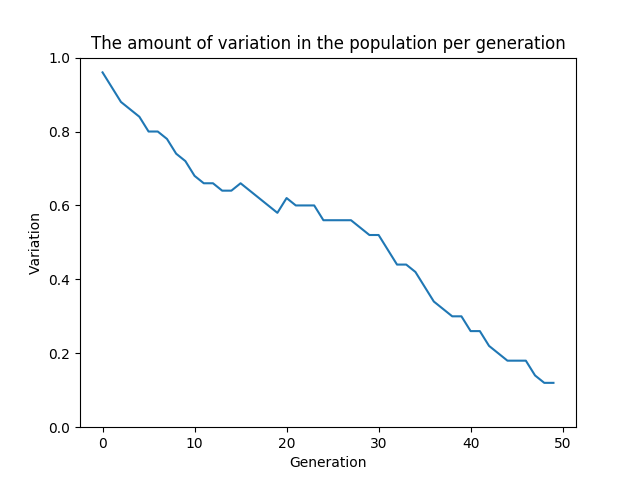 The amount of variation in the population per generation
1.0
0.8
0.6
0.4
0.2
0.0
Variation
0 10 20 30 40 50
Generation